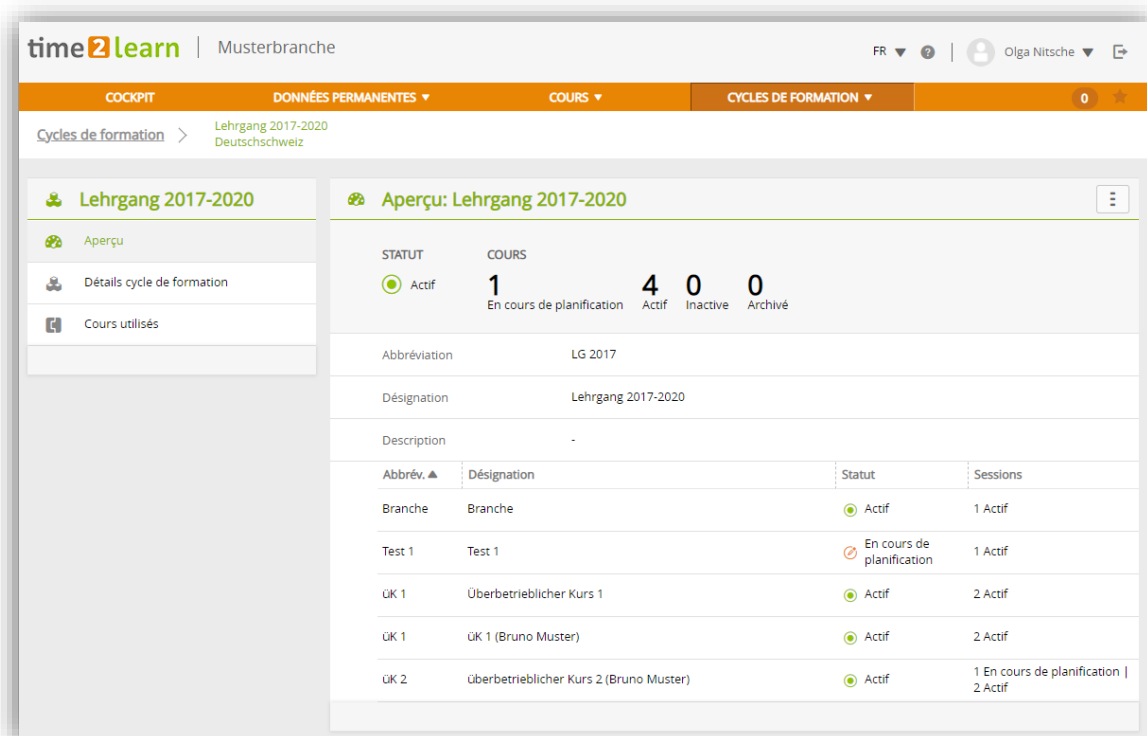 time2learn | Musterbranche
FR ▼ ? | Olga Nitsche ▼
COCKPIT DONNÉES PERMANENTES ▼ COURS ▼ CYCLES DE FORMATION ▼ 0
Cycles de formation > Lehrgang 2017-2020
Deutschschweiz
Lehrgang 2017-2020
Aperçu
Détails cycle de formation
Cours utilisés
Aperçu: Lehrgang 2017-2020
STATUT COURS
Actif 1 4 0 0
En cours de planification Actif Inactive Archivé
Abbréviation LG 2017
Désignation Lehrgang 2017-2020
Description -
Abbrév. ▲ Désignation Statut Sessions
Branche Branche Actif 1 Actif
Test 1 Test 1 En cours de planification 1 Actif
üK 1 Überbetrieblicher Kurs 1 Actif 2 Actif
üK 1 üK 1 (Bruno Muster) Actif 2 Actif
üK 2 überbetrieblicher Kurs 2 (Bruno Muster) Actif 1 En cours de planification |
2 Actif